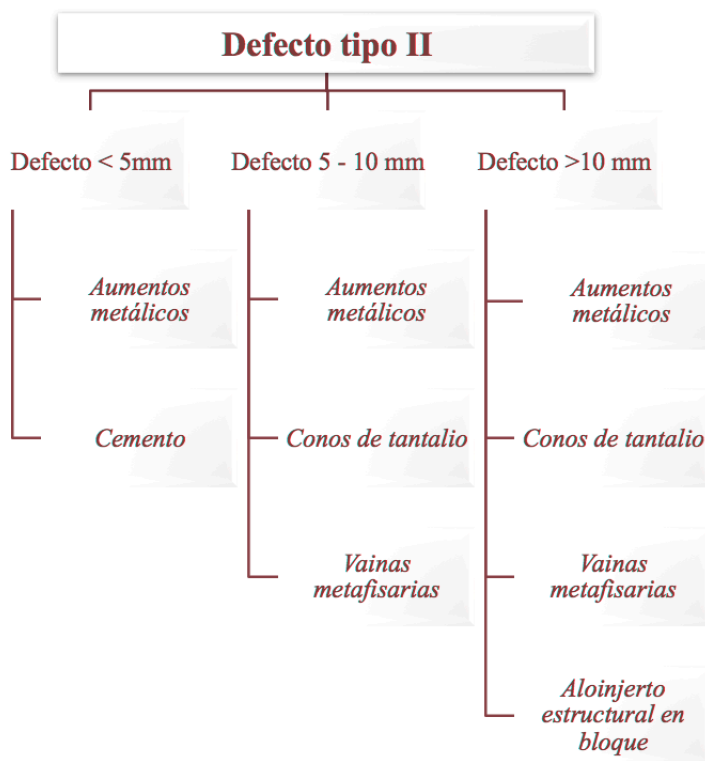 Defecto tipo II
Defecto < 5mm
Aumentos
metálicos
Cemento
Defecto 5 - 10 mm
Aumentos
metálicos
Conos de tantalio
Vainas
metafisarias
Defecto >10 mm
Aumentos
metálicos
Conos de tantalio
Vainas
metafisarias
Aloinjerto
estructural en
bloque